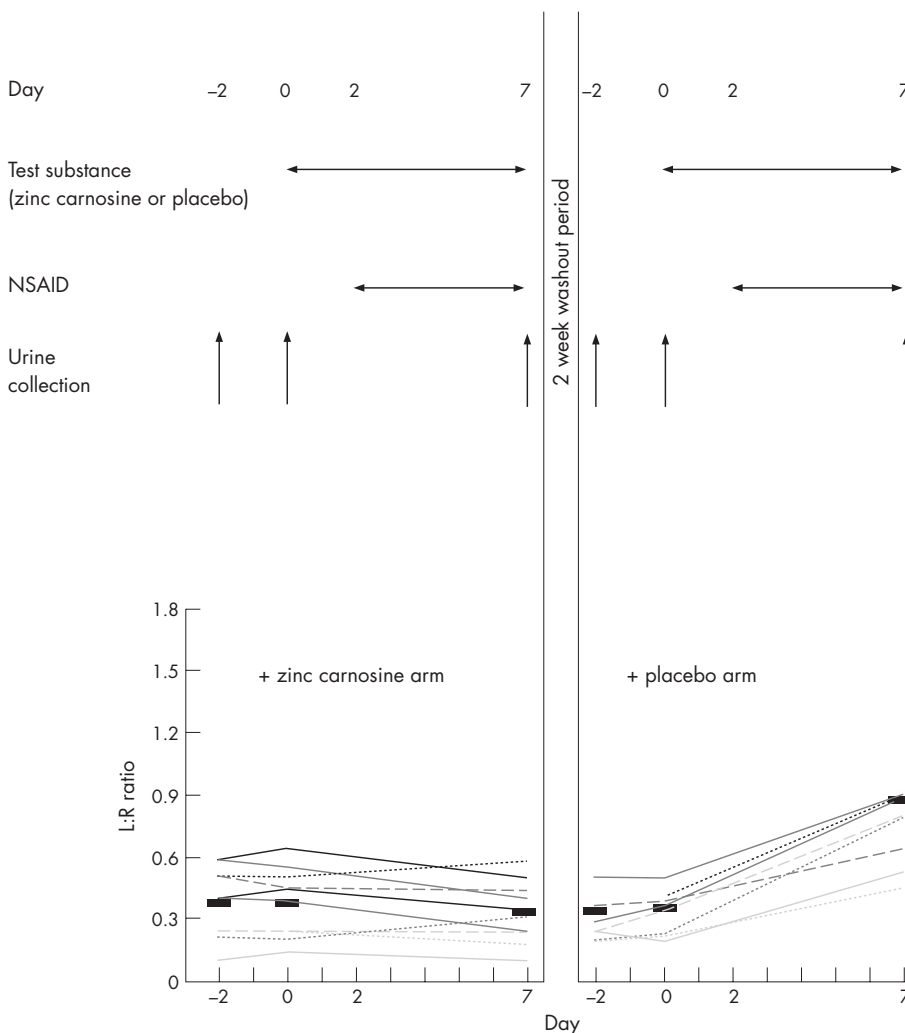 Day
–2 0 2 7 –2 0 2 7
Test substance
(zinc carnosine or placebo)
2 week washout period
NSAID
Urine
collection
1.8
1.5
1.2
0.9
0.6
0.3
0
L:R ratio
+ zinc carnosine arm
+ placebo arm
–2 0 2 7 –2 0 2 7
Day